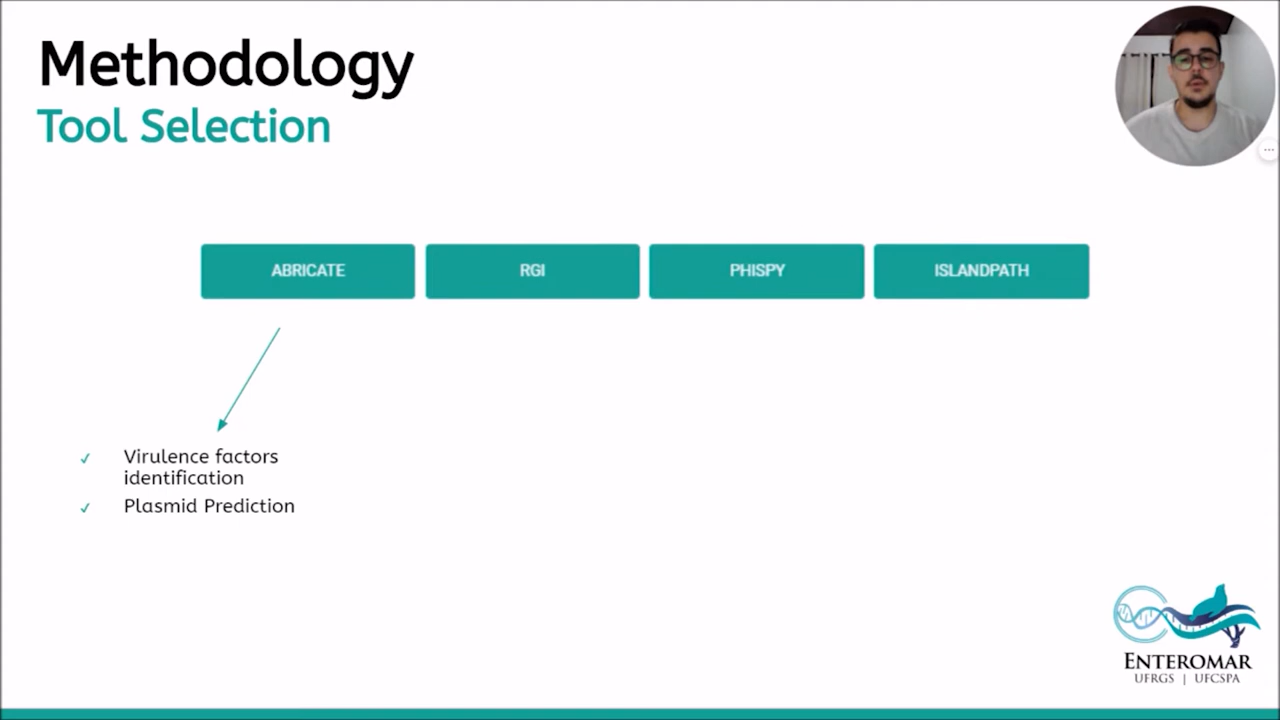 Methodology
Tool Selection
ABRICATE
RGI
PHISPY
ISLANDPATH
Virulence factors
identification
Plasmid Prediction
ENTEROMAR
UFRGS | UFCSPA